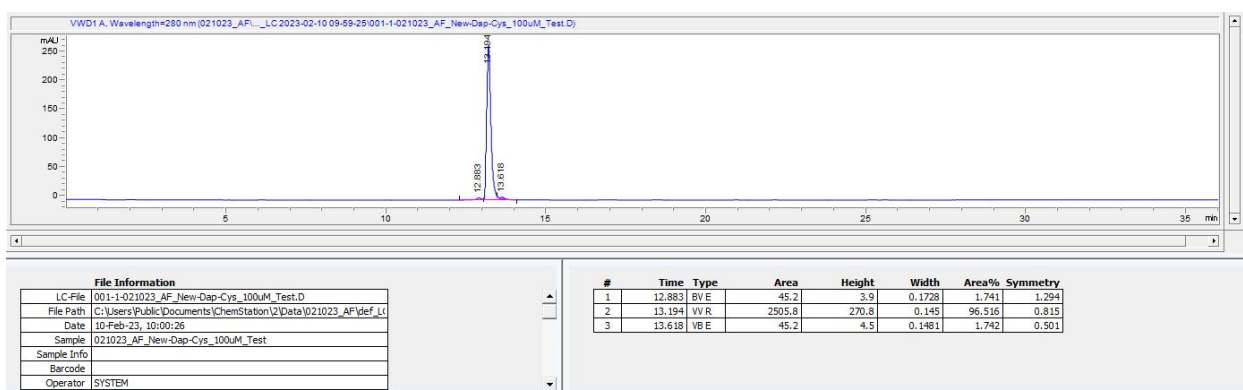 VWD1 A, Wavelength=280 nm (021023_AF\..._LC 2023-02-10 09-59-25\001-1-021023_AF_New-Dap-Cys_100uM_Test.D)
mAU
250
200
150
100
50
0
12.883
13.194
13.618
5 10 15 20 25 30 35 min
File Information
LC-File 001-1-021023_AF_New-Dap-Cys_100uM_Test.D
File Path C:\Users\Public\Documents\ChemStation\2\Data\021023_AF\def_L
Date 10-Feb-23, 10:00:26
Sample 021023_AF_New-Dap-Cys_100uM_Test
Sample Info
Barcode
Operator SYSTEM
# Time Type Area Height Width Area% Symmetry
1 12.883 BV E 45.2 3.9 0.1728 1.741 1.294
2 13.194 VV R 2505.8 270.8 0.145 96.516 0.815
3 13.618 VB E 45.2 4.5 0.1481 1.742 0.501